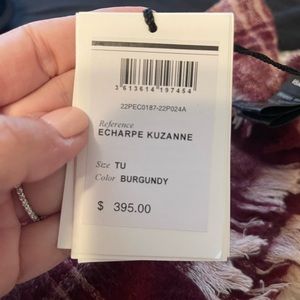 3613614197454
22PEC0187-22P024A
Reference
ECHARPE KUZANNE
Size TU
Color BURGUNDY
$ 395.00